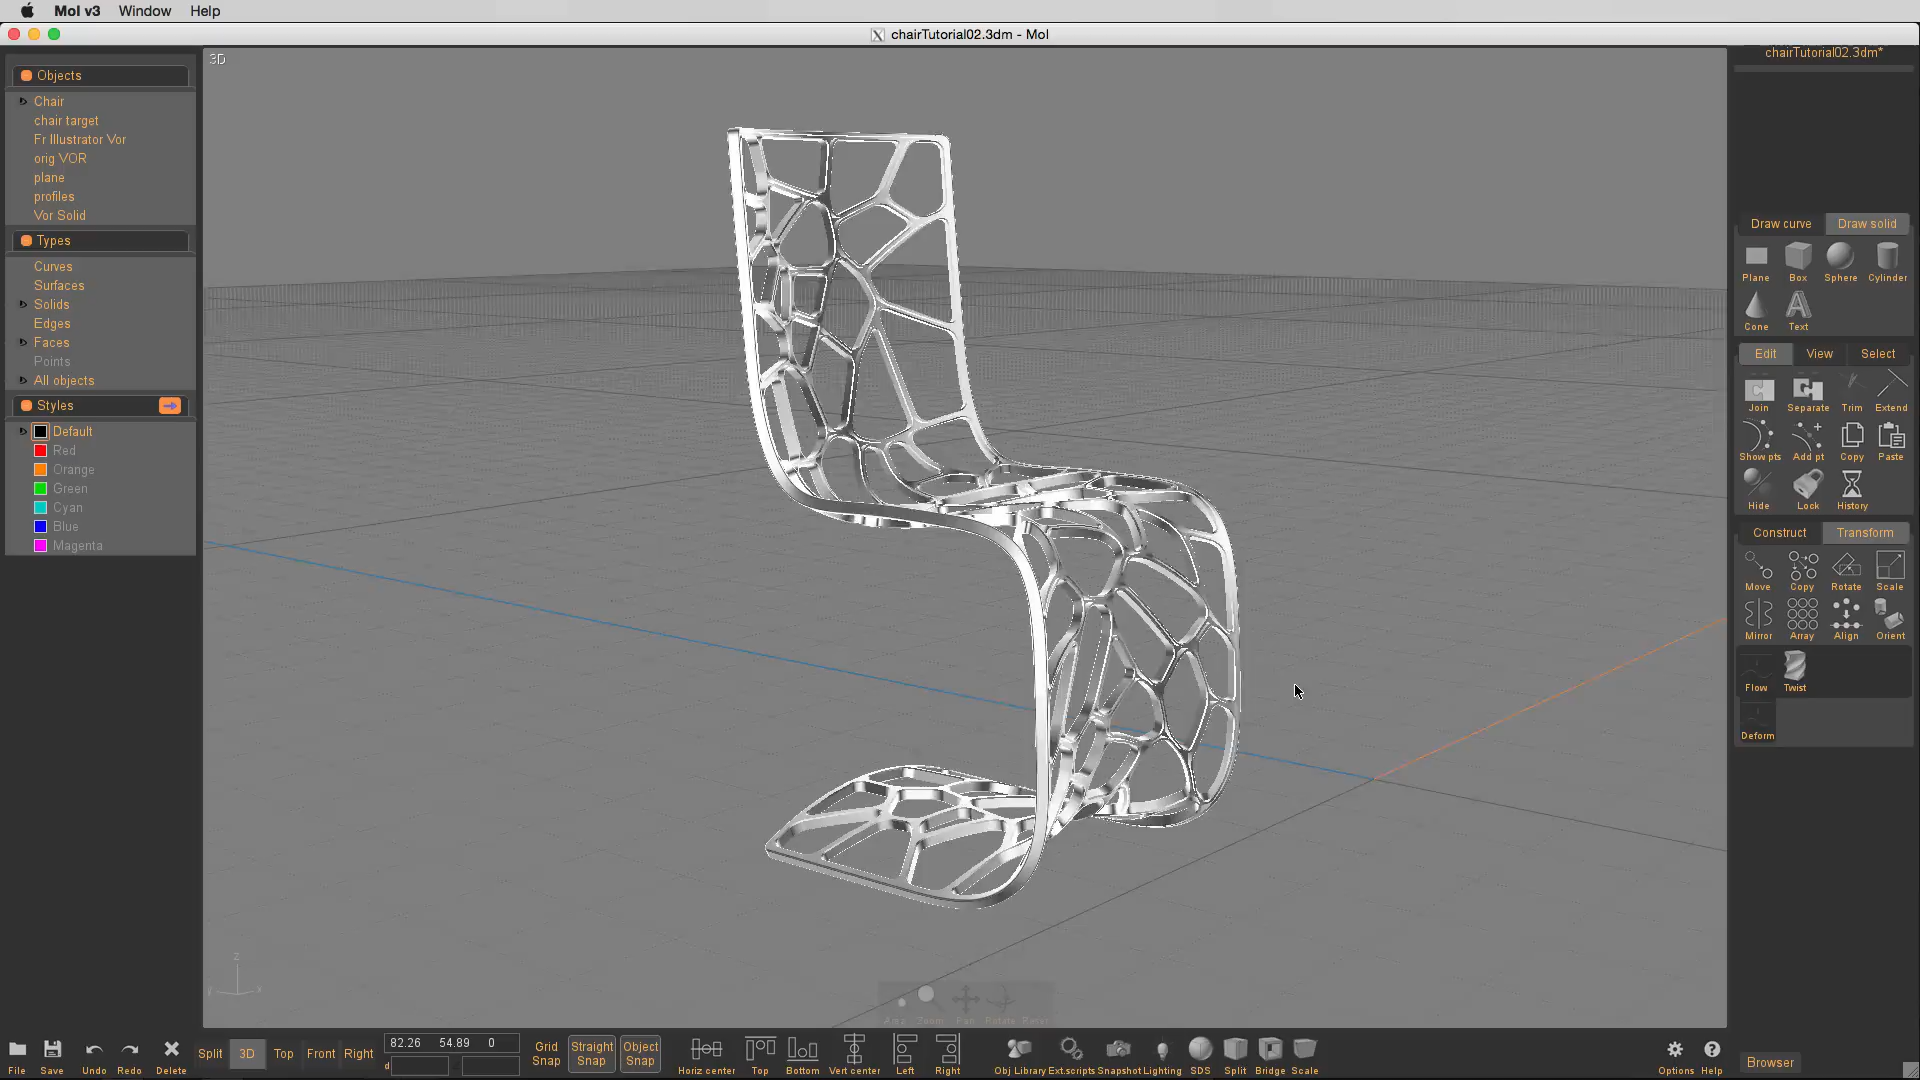 MoI v3 Window Help
chairTutorial02.3dm - MoI
3D
chairTutorial02.3dm*
Objects
Chair
chair target
Fr Illustrator Vor
orig VOR
plane
profiles
Vor Solid
Types
Curves
Surfaces
Solids
Edges
Faces
Points
All objects
Styles
Default
Red
Orange
Green
Cyan
Blue
Magenta
Draw curve Draw solid
Plane Box Sphere Cylinder
Cone Text
Edit View Select
Join Separate Trim Extend
Show pts Add pt Copy Paste
Hide Lock History
Construct Transform
Move Copy Rotate Scale
Mirror Array Align Orient
Flow Twist
Deform
z
x
Area Zoom Pan Rotate Reset
82.26 54.89 0
d
File Save Undo Redo Delete
Split 3D Top Front Right
Grid Snap
Straight Snap
Object Snap
Horiz center Top Bottom Vert center Left Right
Obj Library Ext.scripts Snapshot Lighting SDS Split Bridge Scale
Options Help
Browser